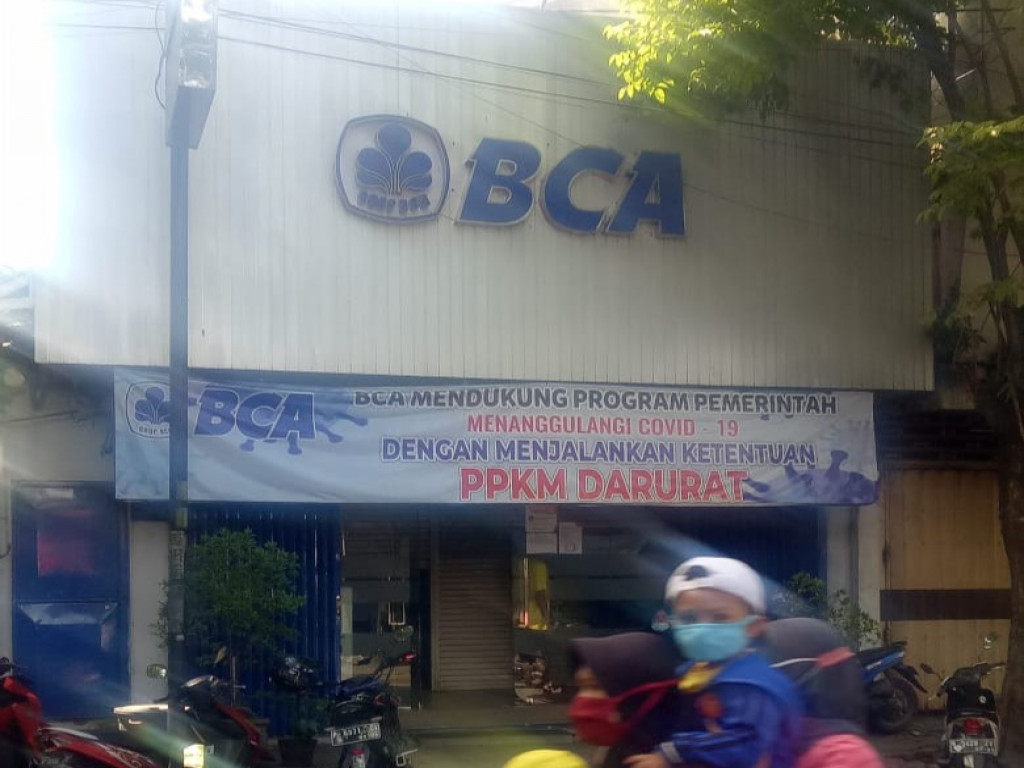 BCA
BCA
BCA MENDUKUNG PROGRAM PEMERINTAH
MENANGGULANGI COVID - 19
DENGAN MENJALANKAN KETENTUAN
PPKM DARURAT